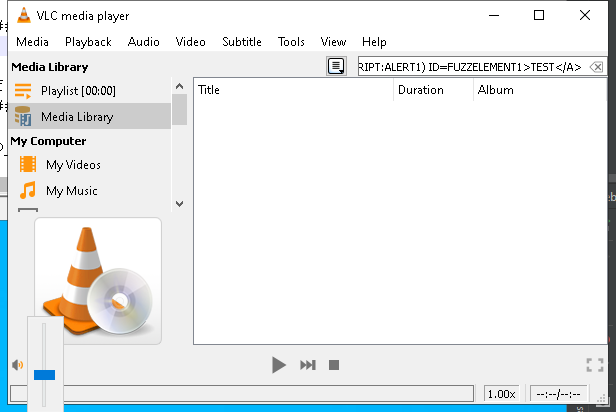 VLC media player
Media Playback Audio Video Subtitle Tools View Help
Media Library
RIPT:ALERT1) ID=FUZZELEMENT1>TEST</A>
Playlist [00:00]
Title Duration Album
Media Library
My Computer
My Videos
My Music
1.00x --:--/--:--